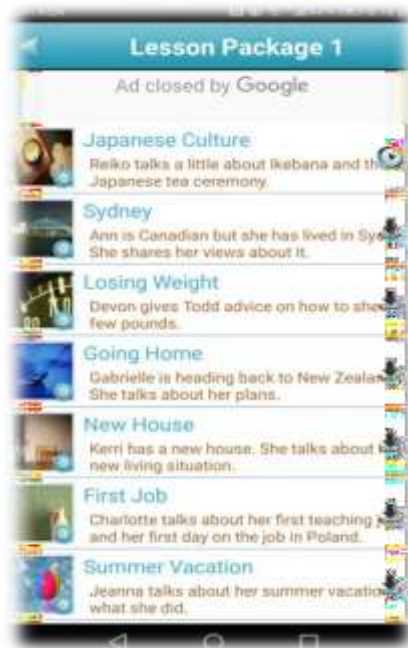 Lesson Package 1
Ad closed by Google
Japanese Culture
Reiko talks a little about Ikebana and the
Japanese tea ceremony.
Sydney
Ann is Canadian but she has lived in Syd
She shares her views about it.
Losing Weight
Devon gives Todd advice on how to shed
few pounds.
Going Home
Gabrielle is heading back to New Zealan
She talks about her plans.
New House
Kerri has a new house. She talks about
new living situation.
First Job
Charlotte talks about her first teaching
and her first day on the job in Poland.
Summer Vacation
Jeanna talks about her summer vacation
what she did.